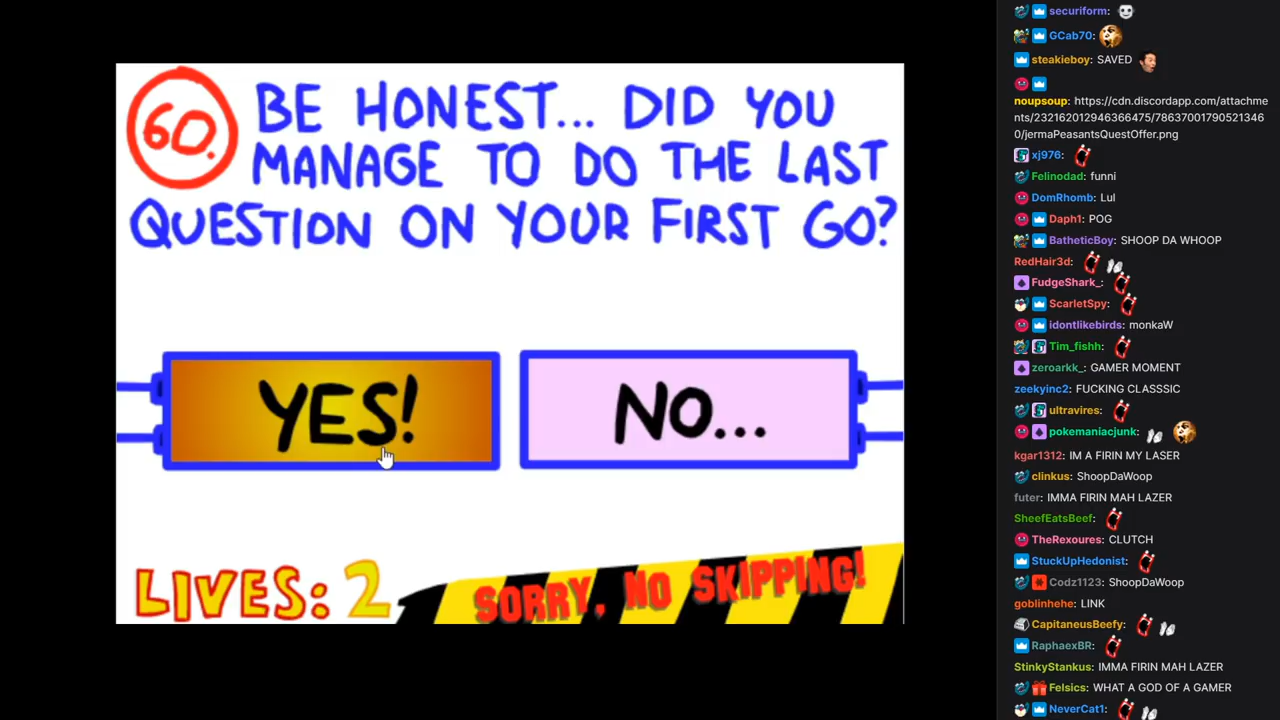 60.
BE HONEST... DID YOU
MANAGE TO DO THE LAST
QUESTION ON YOUR FIRST GO?
YES!
NO...
LIVES: 2
SORRY, NO SKIPPING!
securiform:
GCab70:
steakieboy: SAVED
noupsoup: https://cdn.discordapp.com/attachme
nts/232162012946366475/78637001790521346
0/jermaPeasantsQuestOffer.png
xj976:
Felinodad: funni
DomRhomb: Lul
Daph1: POG
BatheticBoy: SHOOP DA WHOOP
RedHair3d:
FudgeShark_:
ScarletSpy:
idontlikebirds: monkaW
Tim_fishh:
zeroarkk_: GAMER MOMENT
zeekyinc2: FUCKING CLASSSIC
ultravires:
pokemaniacjunk:
kgar1312: IM A FIRIN MY LASER
clinkus: ShoopDaWoop
futer: IMMA FIRIN MAH LAZER
SheefEatsBeef:
TheRexoures: CLUTCH
StuckUpHedonist:
Codz1123: ShoopDaWoop
goblinhehe: LINK
CapitaneusBeefy:
RaphaexBR:
StinkyStankus: IMMA FIRIN MAH LAZER
Felsics: WHAT A GOD OF A GAMER
NeverCat1: